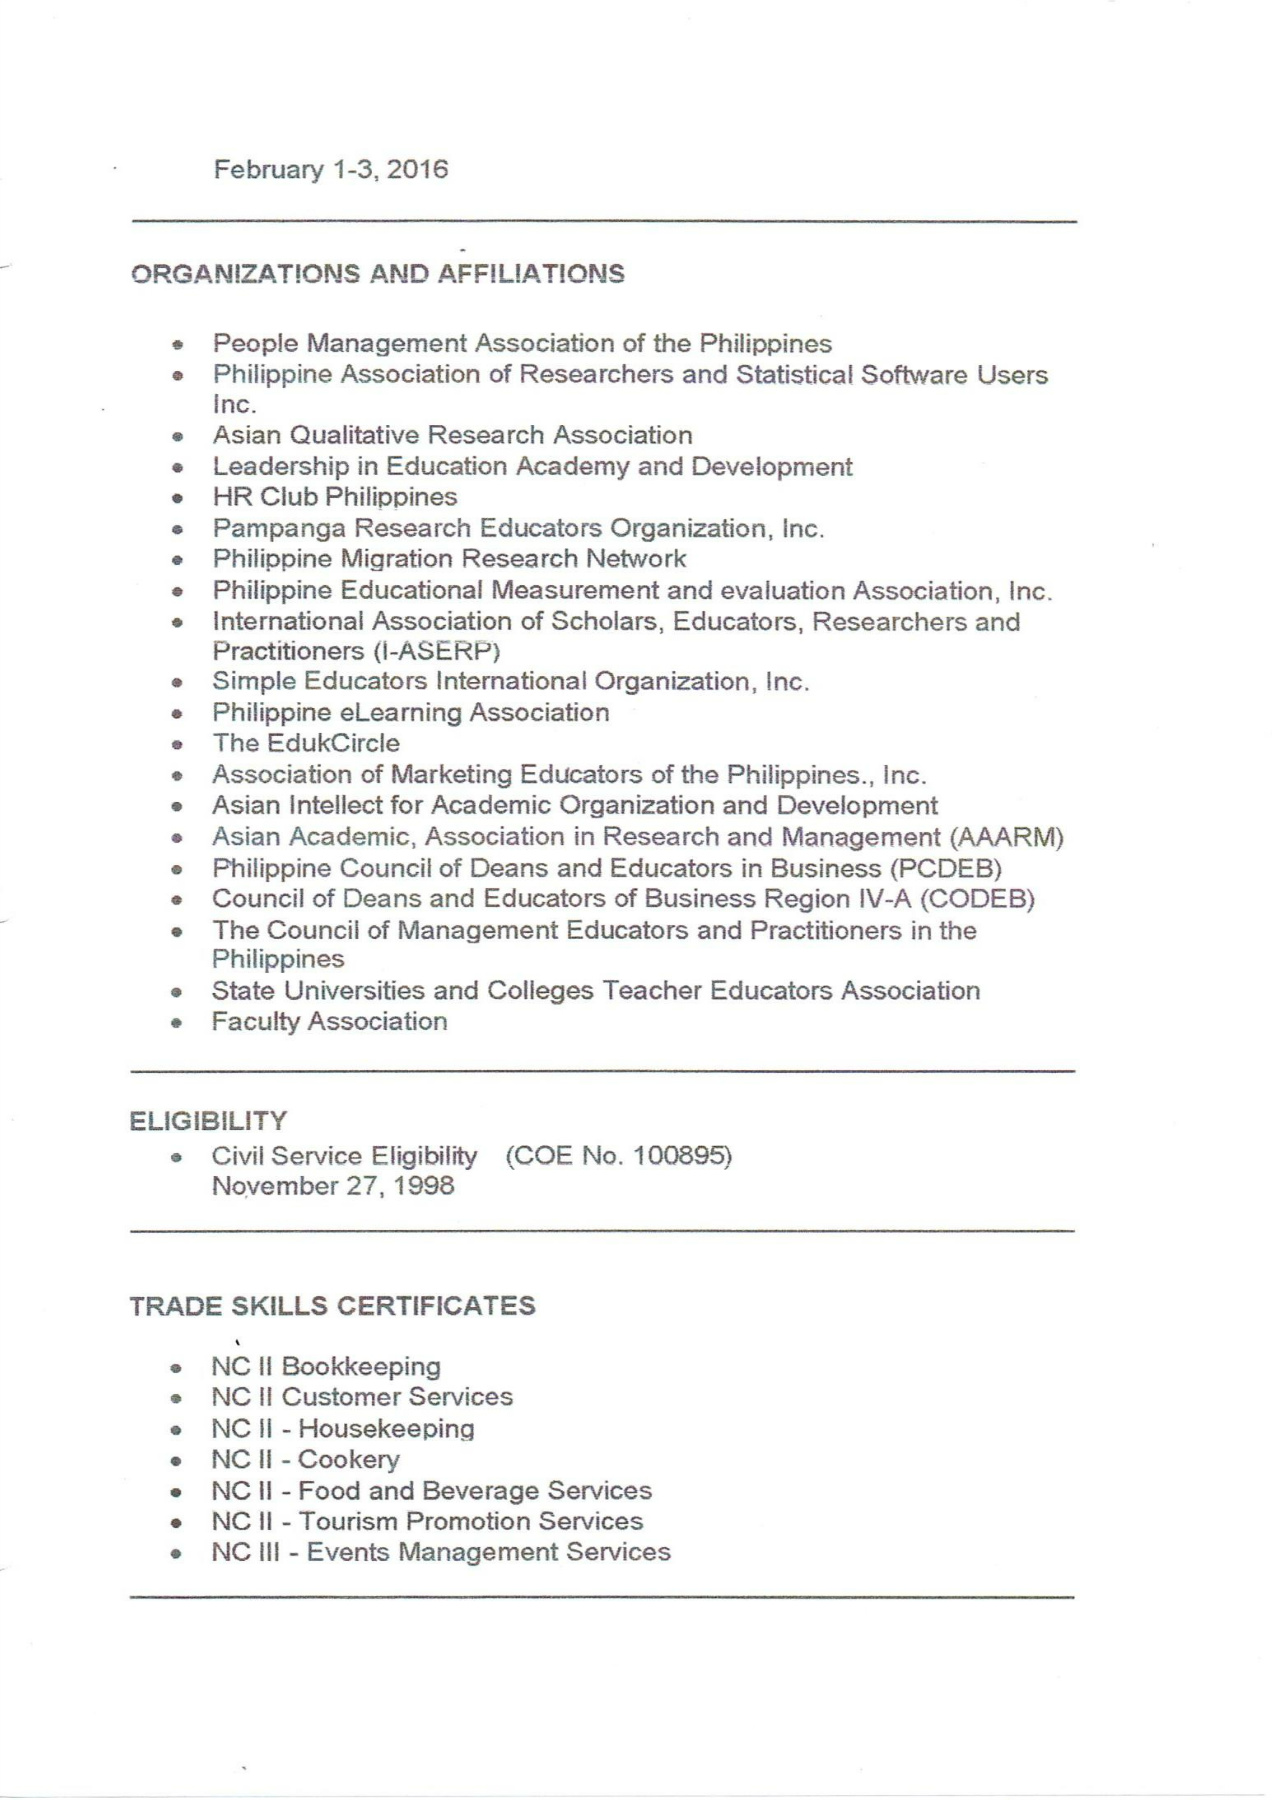 February 1-3, 2016
ORGANIZATIONS AND AFFILIATIONS
• People Management Association of the Philippines
• Philippine Association of Researchers and Statistical Software Users
Inc.
• Asian Qualitative Research Association
• Leadership in Education Academy and Development
• HR Club Philippines
• Pampanga Research Educators Organization, Inc.
• Philippine Migration Research Network
• Philippine Educational Measurement and evaluation Association, Inc.
• International Association of Scholars, Educators, Researchers and
Practitioners (I-ASERP)
• Simple Educators International Organization, Inc.
• Philippine eLearning Association
• The EdukCircle
• Association of Marketing Educators of the Philippines., Inc.
• Asian Intellect for Academic Organization and Development
• Asian Academic, Association in Research and Management (AAARM)
• Philippine Council of Deans and Educators in Business (PCDEB)
• Council of Deans and Educators of Business Region IV-A (CODEB)
• The Council of Management Educators and Practitioners in the
Philippines
• State Universities and Colleges Teacher Educators Association
• Faculty Association
ELIGIBILITY
• Civil Service Eligibility (COE No. 100895)
November 27, 1998
TRADE SKILLS CERTIFICATES
• NC II Bookkeeping
• NC II Customer Services
• NC II - Housekeeping
• NC II - Cookery
• NC II - Food and Beverage Services
• NC II - Tourism Promotion Services
• NC III - Events Management Services